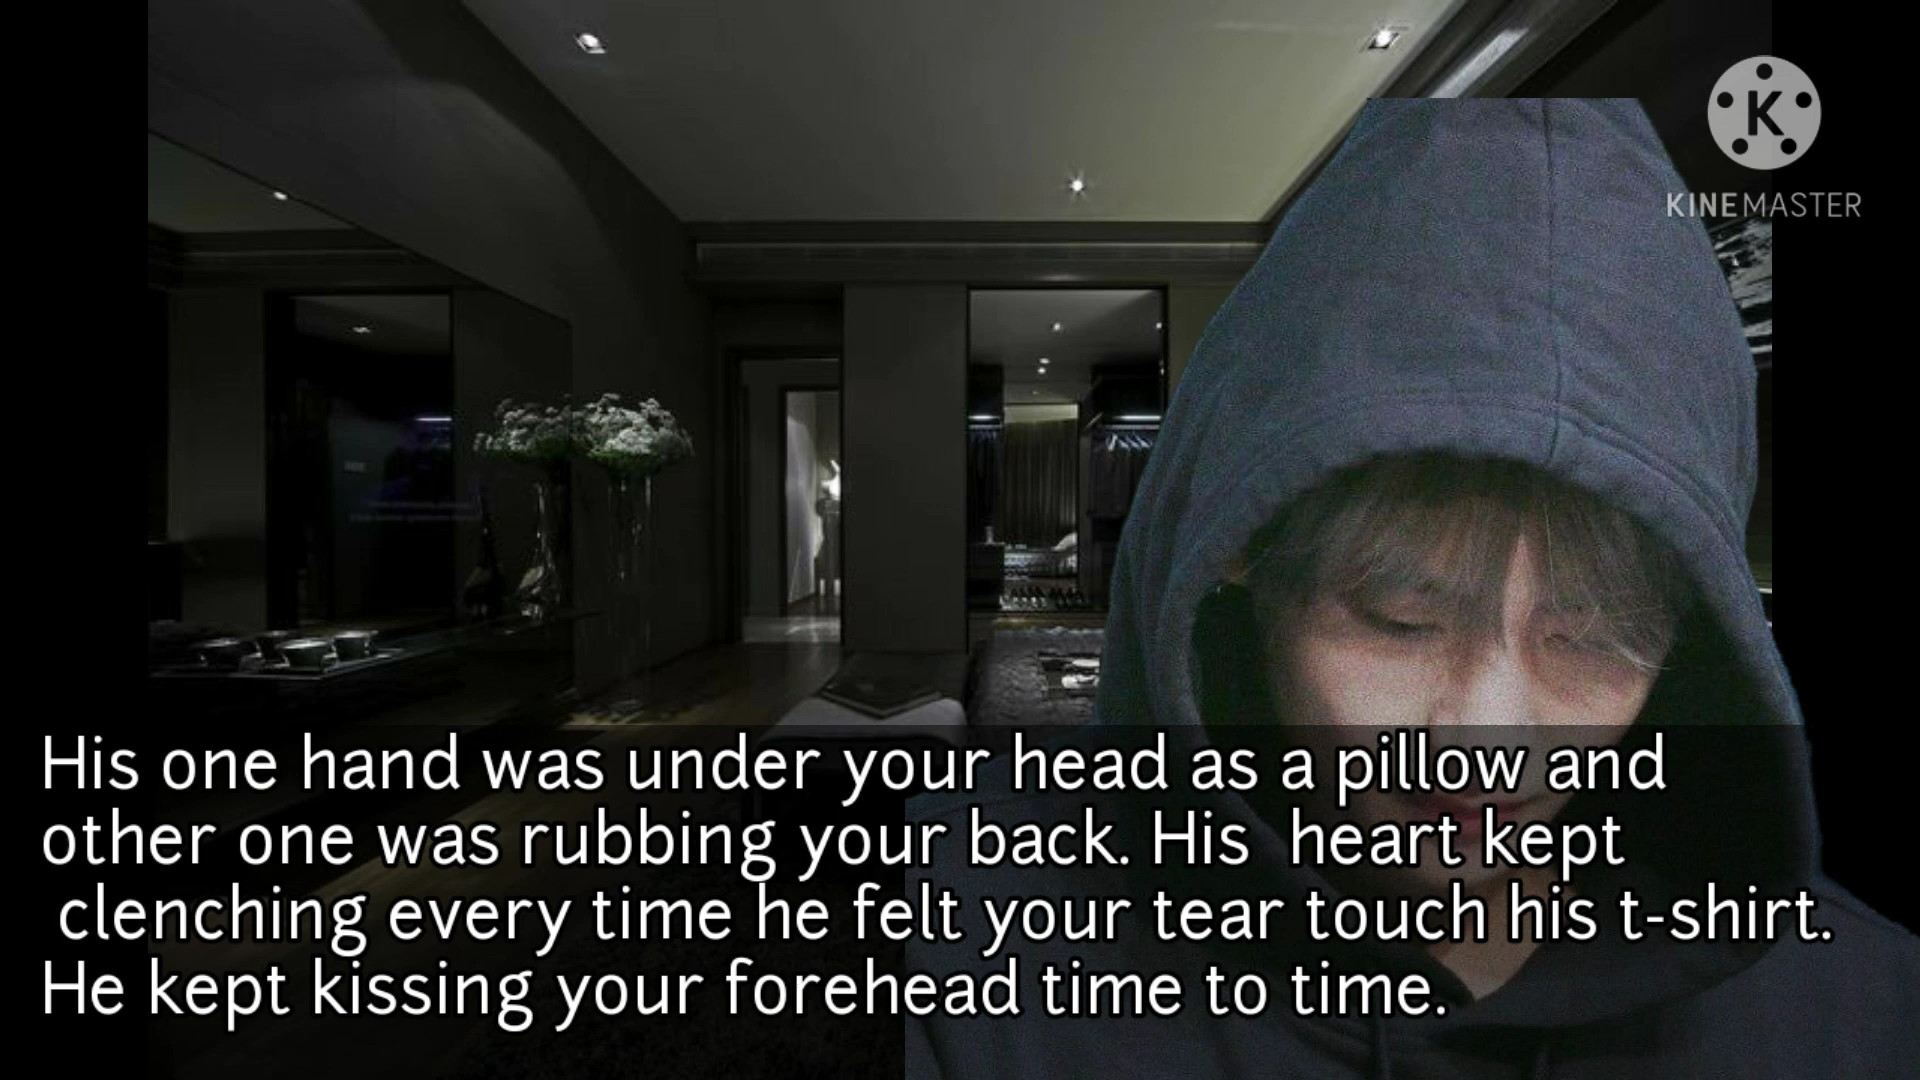 K
KINEMASTER
His one hand was under your head as a pillow and
other one was rubbing your back. His heart kept
clenching every time he felt your tear touch his t-shirt.
He kept kissing your forehead time to time.